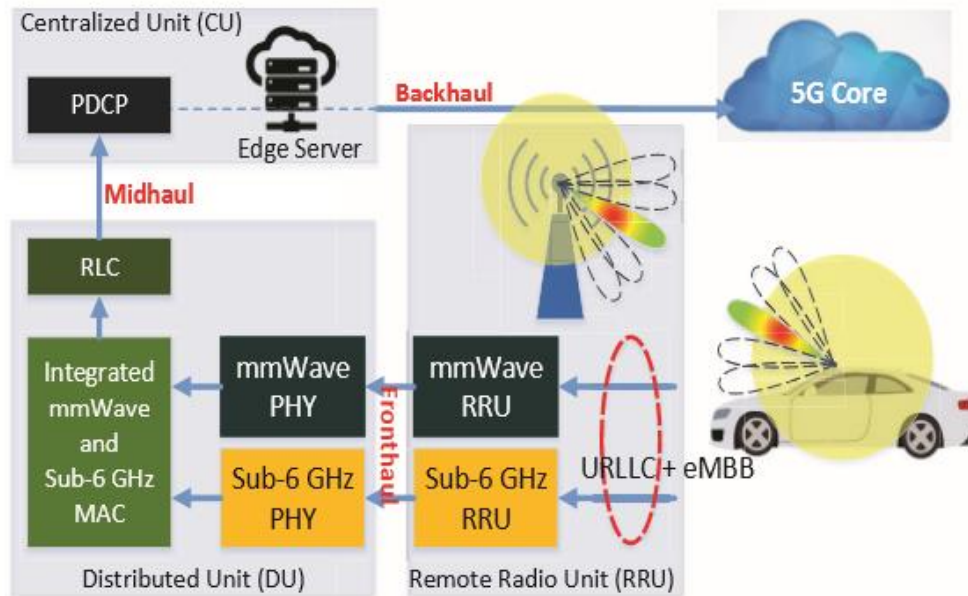 Centralized Unit (CU)
PDCP
Edge Server
Backhaul
5G Core
Midhaul
RLC
Integrated
mmWave
and
Sub-6 GHz
MAC
mmWave
PHY
Sub-6 GHz
PHY
Distributed Unit (DU)
Fronthaul
mmWave
RRU
Sub-6 GHz
RRU
Remote Radio Unit (RRU)
URLLC + eMBB